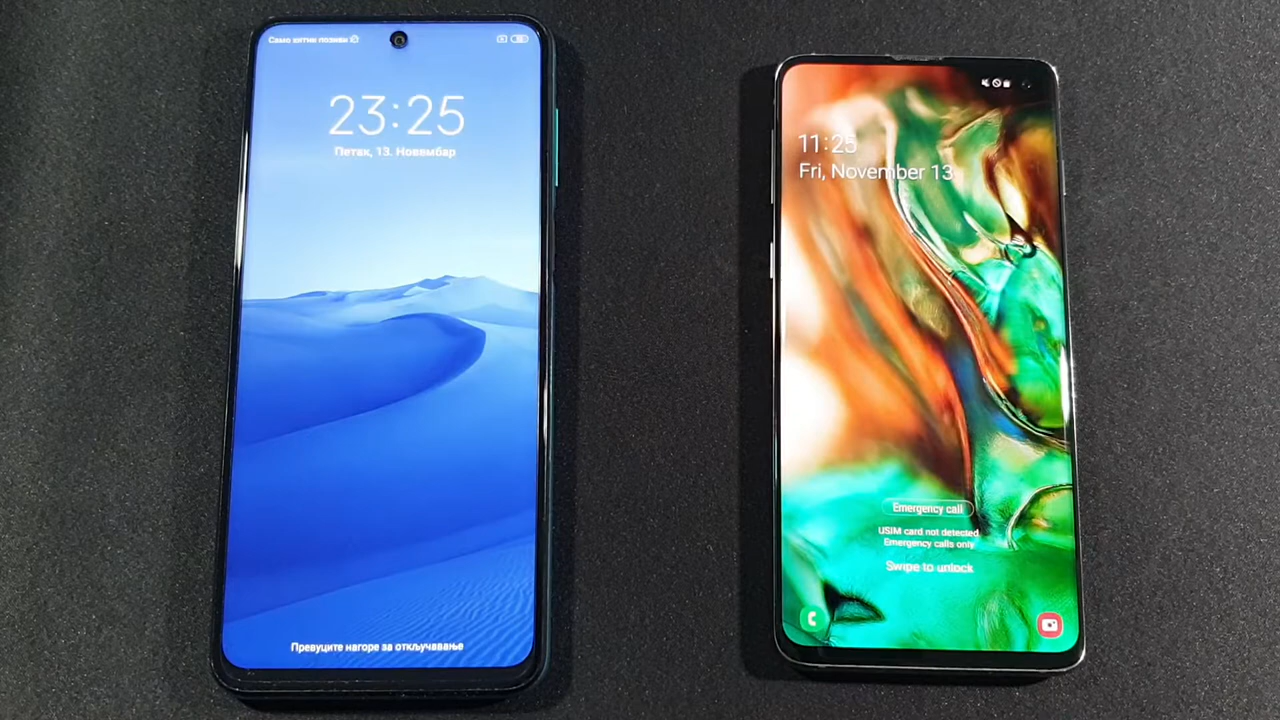 Само хитни позиви
23:25
Петак, 13. Новембар
Превуците нагоре за откључавање
11:25
Fri, November 13
Emergency call
USIM card not detected
Emergency calls only
Swipe to unlock